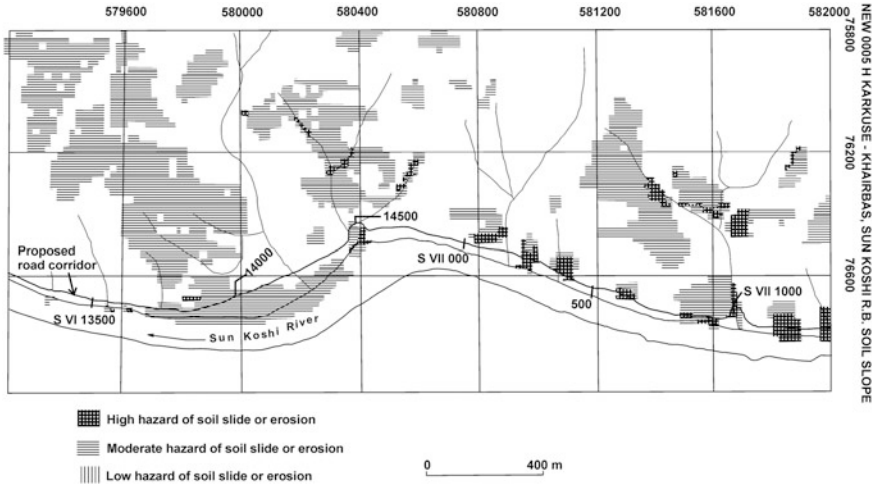 579600 580000 580400 580800 581200 581600 582000
75800
76200
76600
NEW 0005 H KARKUSE - KHAIRBAS, SUN KOSHI R.B. SOIL SLOPE
14500
Proposed
road corridor
14000
S VII 000
S VI 13500
500
S VII 1000
Sun Koshi River
High hazard of soil slide or erosion
Moderate hazard of soil slide or erosion
Low hazard of soil slide or erosion
0 400 m